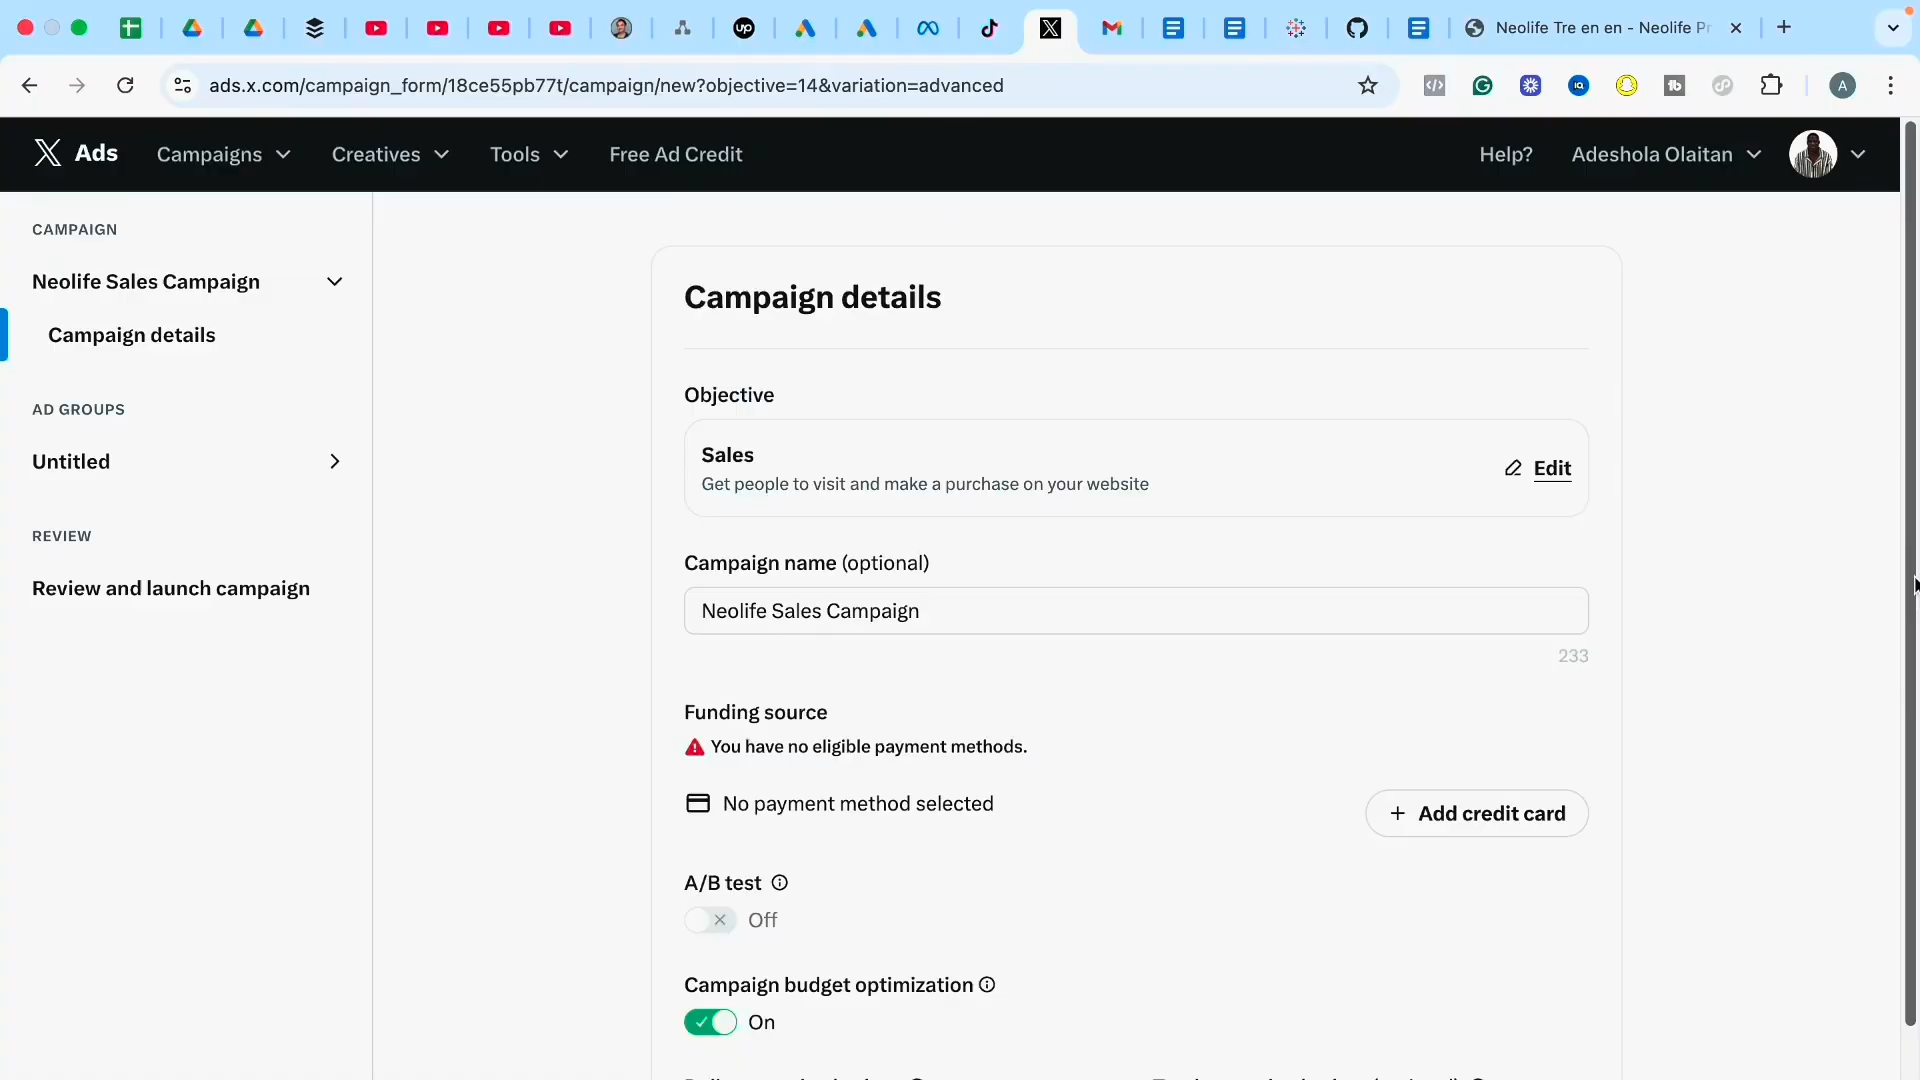 Neolife Tre en en - Neolife Pr
ads.x.com/campaign_form/18ce55pb77t/campaign/new?objective=14&variation=advanced
Ads
Campaigns
Creatives
Tools
Free Ad Credit
Help?
Adeshola Olaitan
CAMPAIGN
Neolife Sales Campaign
Campaign details
AD GROUPS
Untitled
REVIEW
Review and launch campaign
Campaign details
Objective
Sales
Get people to visit and make a purchase on your website
Edit
Campaign name (optional)
Neolife Sales Campaign
233
Funding source
You have no eligible payment methods.
No payment method selected
+ Add credit card
A/B test
Off
Campaign budget optimization
On